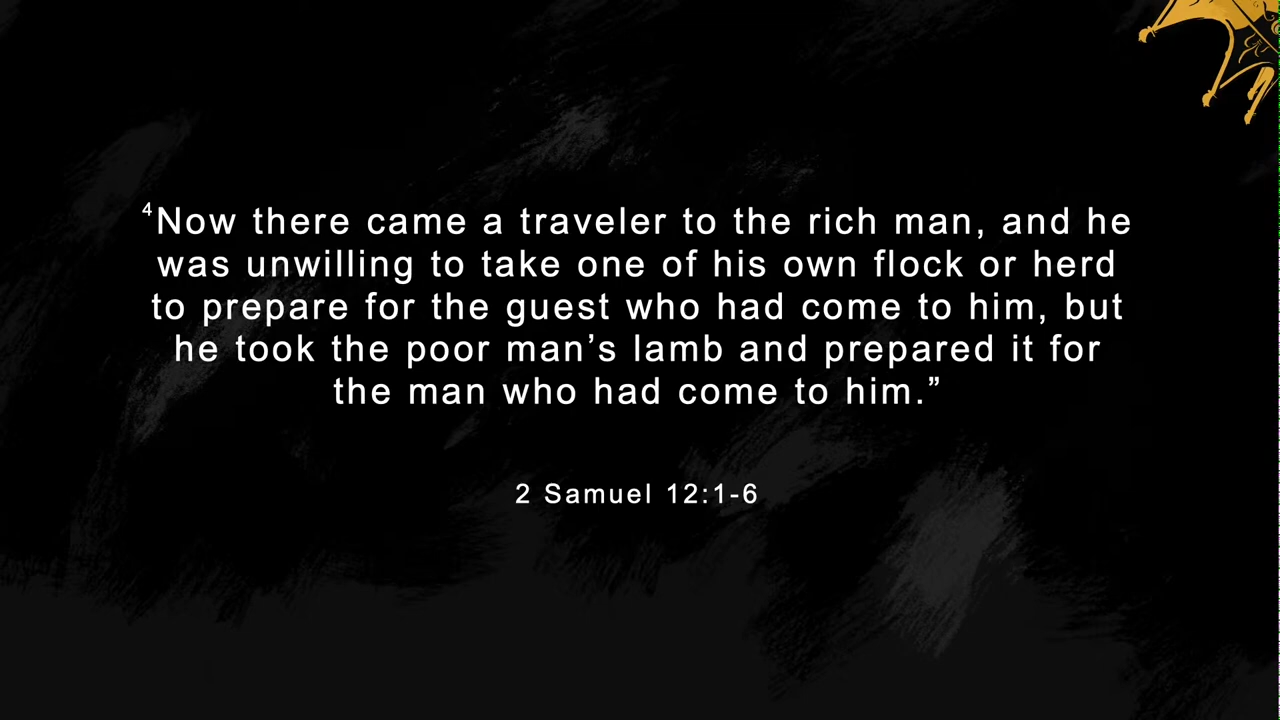 ⁴Now there came a traveler to the rich man, and he
was unwilling to take one of his own flock or herd
to prepare for the guest who had come to him, but
he took the poor man’s lamb and prepared it for
the man who had come to him.”
2 Samuel 12:1-6